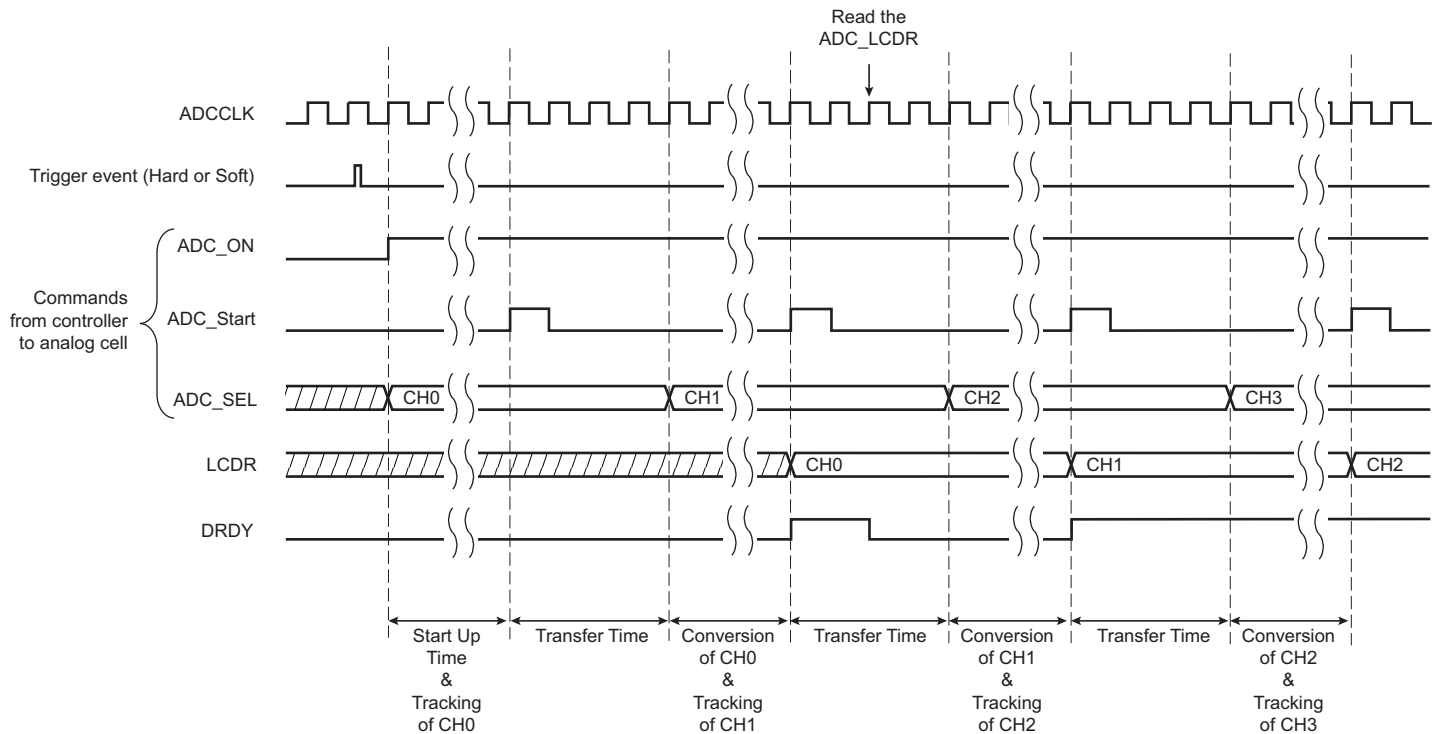 Read the
ADC_LCDR
ADCCLK
Trigger event (Hard or Soft)
ADC_ON
Commands
from controller
to analog cell
ADC_Start
ADC_SEL
CH0
CH1
CH2
CH3
LCDR
CH0
CH1
CH2
DRDY
Start Up
Time
&
Tracking
of CH0
Transfer Time
Conversion
of CH0
&
Tracking
of CH1
Transfer Time
Conversion
of CH1
&
Tracking
of CH2
Transfer Time
Conversion
of CH2
&
Tracking
of CH3